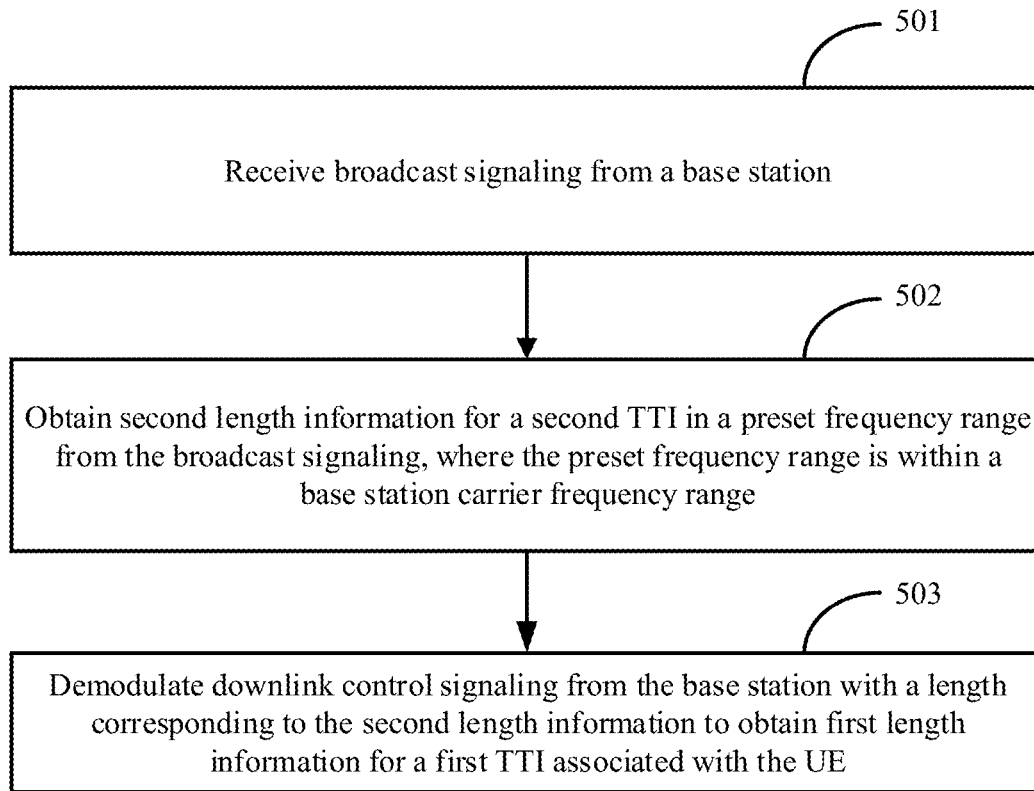 501
Receive broadcast signaling from a base station
502
Obtain second length information for a second TTI in a preset frequency range
from the broadcast signaling, where the preset frequency range is within a
base station carrier frequency range
503
Demodulate downlink control signaling from the base station with a length
corresponding to the second length information to obtain first length
information for a first TTI associated with the UE